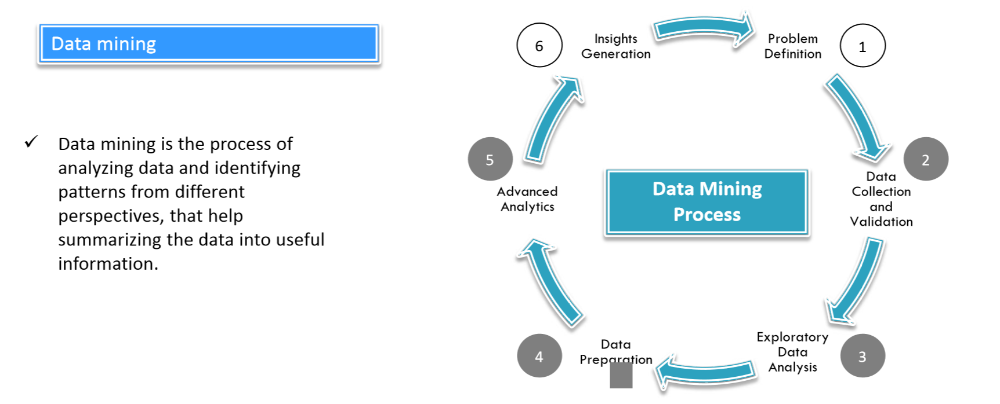 Data mining
✓ Data mining is the process of
analyzing data and identifying
patterns from different
perspectives, that help
summarizing the data into useful
information.
6
Insights
Generation
Problem
Definition
1
5
Advanced
Analytics
Data Mining
Process
2
Data
Collection
and
Validation
4
Data
Preparation
Exploratory
Data
Analysis
3